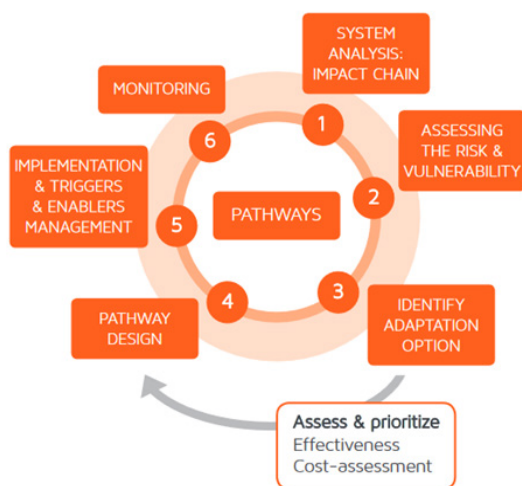 SYSTEM
ANALYSIS:
IMPACT CHAIN
MONITORING
6
1
ASSESSING
THE RISK &
VULNERABILITY
2
IMPLEMENTATION
& TRIGGERS
& ENABLERS
MANAGEMENT
5
PATHWAYS
4
3
PATHWAY
DESIGN
IDENTIFY
ADAPTATION
OPTION
Assess & prioritize
Effectiveness
Cost-assessment